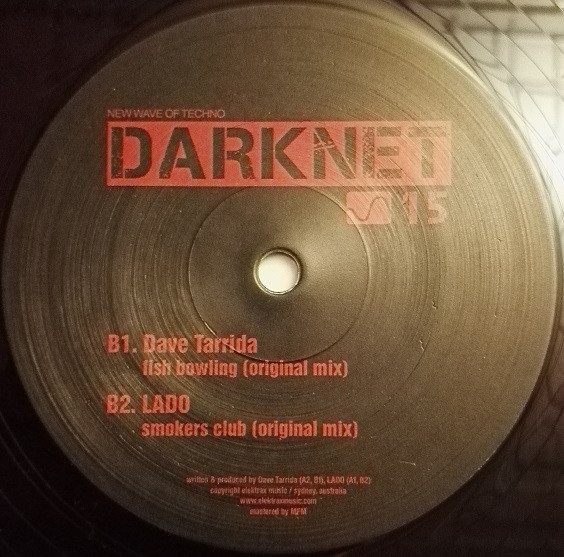 NEW WAVE OF TECHNO
DARKNET
15
B1. Dave Tarrida
fish bowling (original mix)
B2. LADO
smokers club (original mix)
written & produced by Dave Tarrida (A2, B1), LADO (A1, B2)
copyright elektrax music / sydney, australia
www.elektraxmusic.com
mastered by MFM